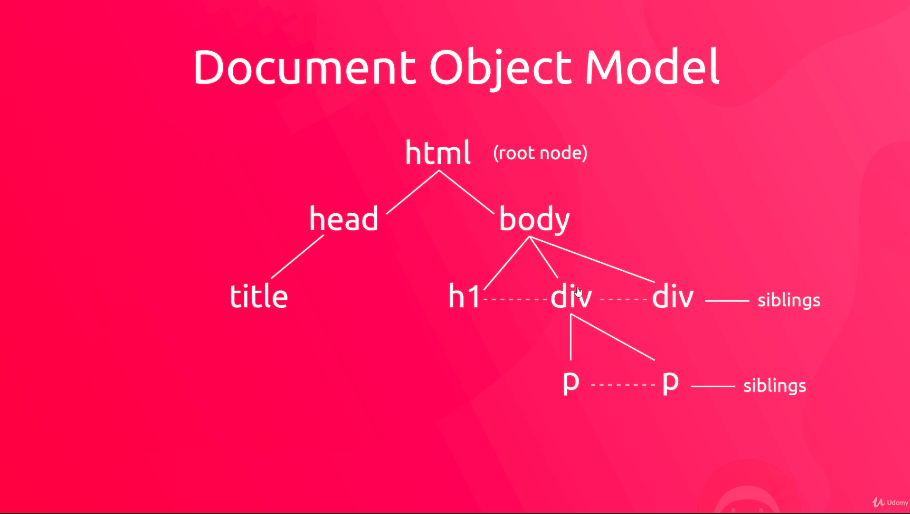 Document Object Model
html (root node)
head body
title h1 div div siblings
p p siblings
Udemy